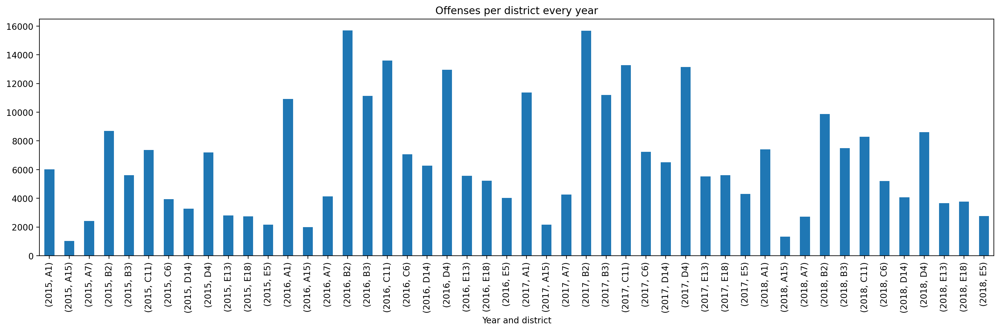 Offenses per district every year
16000
14000
12000
10000
8000
6000
4000
2000
0
(2015, A1)
(2015, A15)
(2015, A7)
(2015, B2)
(2015, B3)
(2015, C11)
(2015, C6)
(2015, D14)
(2015, D4)
(2015, E13)
(2015, E18)
(2015, E5)
(2016, A1)
(2016, A15)
(2016, A7)
(2016, B2)
(2016, B3)
(2016, C11)
(2016, C6)
(2016, D14)
(2016, D4)
(2016, E13)
(2016, E18)
(2016, E5)
(2017, A1)
(2017, A15)
(2017, A7)
(2017, B2)
(2017, B3)
(2017, C11)
(2017, C6)
(2017, D14)
(2017, D4)
(2017, E13)
(2017, E18)
(2017, E5)
(2018, A1)
(2018, A15)
(2018, A7)
(2018, B2)
(2018, B3)
(2018, C11)
(2018, C6)
(2018, D14)
(2018, D4)
(2018, E13)
(2018, E18)
(2018, E5)
Year and district